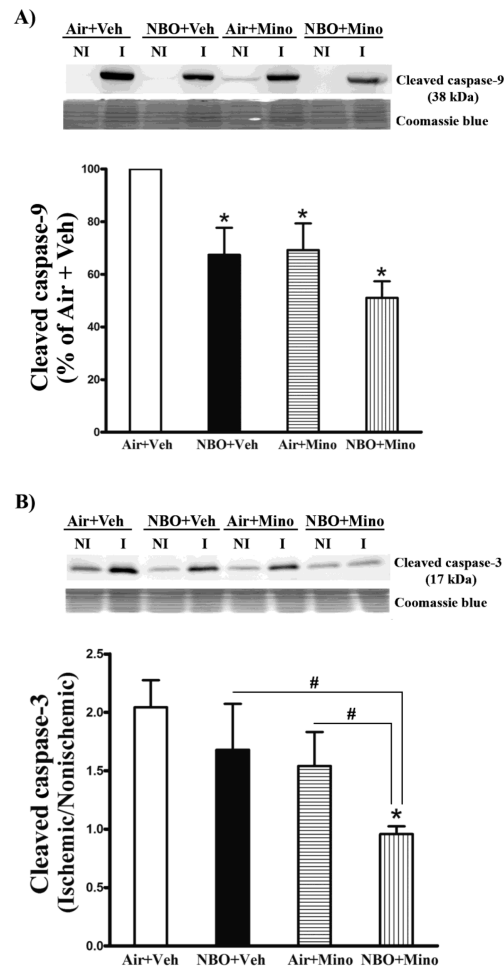 A)
Air+Veh NBO+Veh Air+Mino NBO+Mino
NI I NI I NI I NI I
Cleaved caspase-9
(38 kDa)
Coomassie blue
Cleaved caspase-9
(% of Air + Veh)
100
80
60
40
20
0
*
*
*
Air+Veh NBO+Veh Air+Mino NBO+Mino
B)
Air+Veh NBO+Veh Air+Mino NBO+Mino
NI I NI I NI I NI I
Cleaved caspase-3
(17 kDa)
Coomassie blue
Cleaved caspase-3
(Ischemic/Nonischemic)
2.5
2.0
1.5
1.0
0.5
0.0
#
#
*
Air+Veh NBO+Veh Air+Mino NBO+Mino